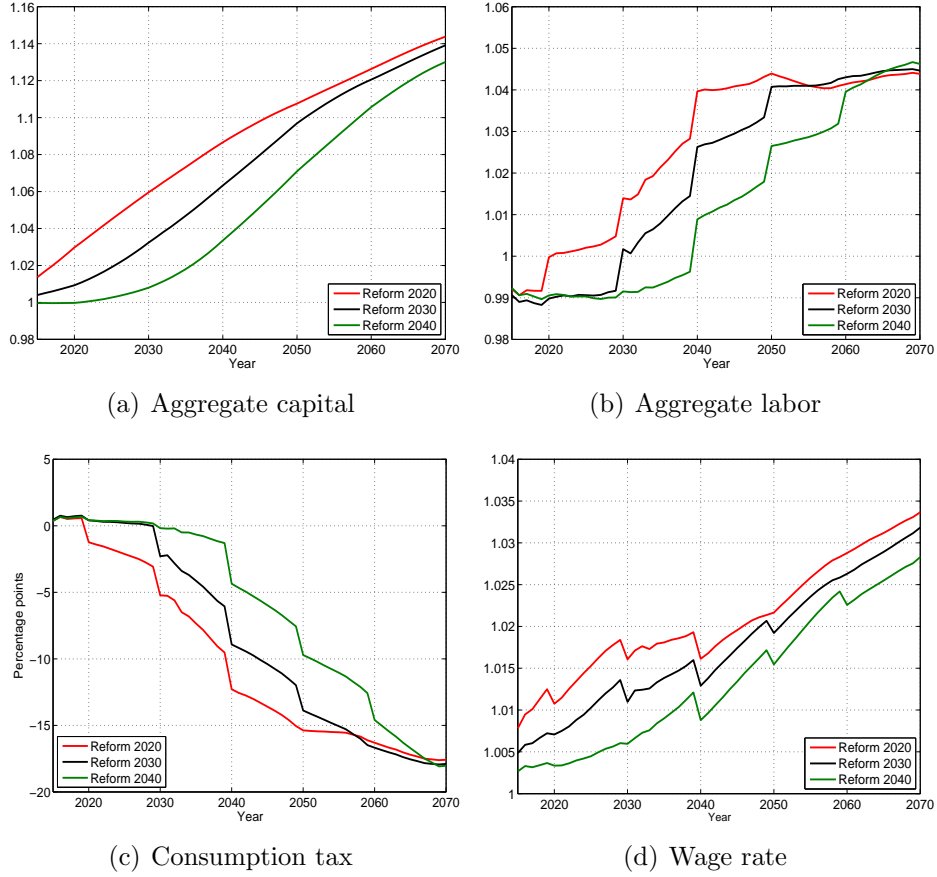 1.16
1.14
1.12
1.1
1.08
1.06
1.04
1.02
1
0.98
2020 2030 2040 2050 2060 2070
Year
Reform 2020
Reform 2030
Reform 2040
(a) Aggregate capital
1.06
1.05
1.04
1.03
1.02
1.01
1
0.99
0.98
2020 2030 2040 2050 2060 2070
Year
Reform 2020
Reform 2030
Reform 2040
(b) Aggregate labor
5
0
−5
−10
−15
−20
Percentage points
2020 2030 2040 2050 2060 2070
Year
Reform 2020
Reform 2030
Reform 2040
(c) Consumption tax
1.04
1.035
1.03
1.025
1.02
1.015
1.01
1.005
1
2020 2030 2040 2050 2060 2070
Year
Reform 2020
Reform 2030
Reform 2040
(d) Wage rate